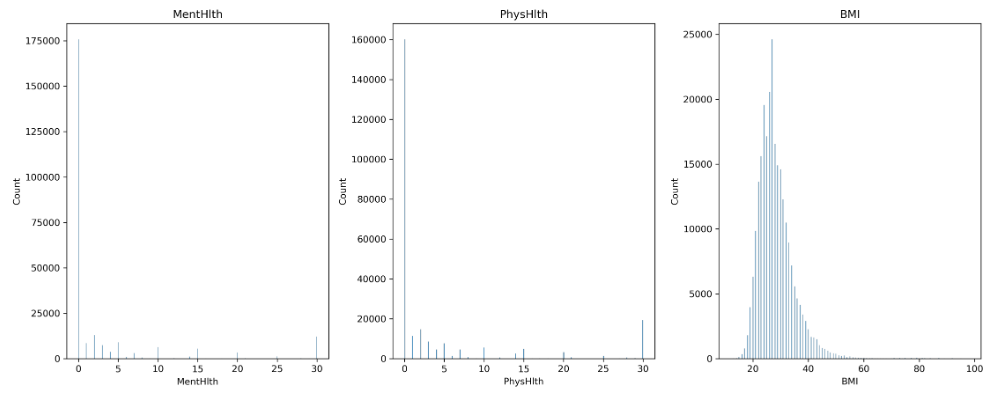 MentHlth
PhysHlth
BMI
175000
150000
125000
100000
75000
50000
25000
0
Count
0 5 10 15 20 25 30
MentHlth
160000
140000
120000
100000
80000
60000
40000
20000
0
Count
0 5 10 15 20 25 30
PhysHlth
25000
20000
15000
10000
5000
0
Count
20 40 60 80 100
BMI